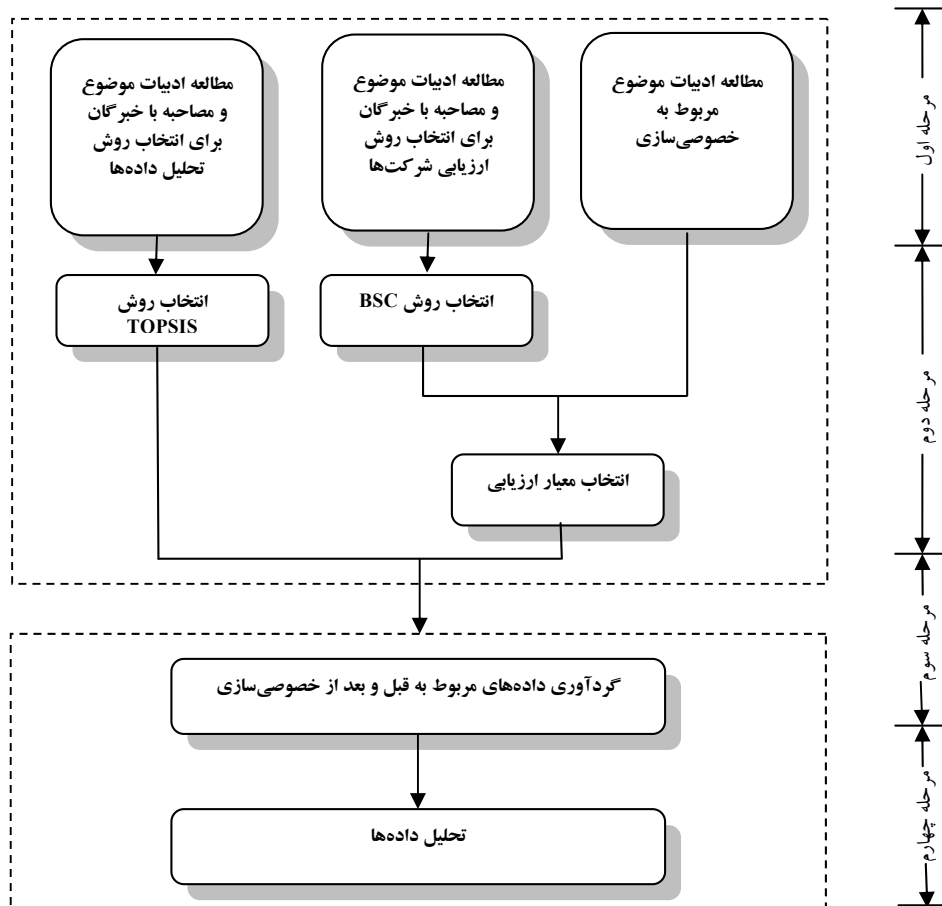 مطالعه ادبیات موضوع
مربوط به
خصوصی‌سازی
مطالعه ادبیات موضوع
و مصاحبه با خبرگان
برای انتخاب روش
ارزیابی شرکت‌ها
مطالعه ادبیات موضوع
و مصاحبه با خبرگان
برای انتخاب روش
تحلیل داده‌ها
مرحله اول
انتخاب روش BSC
انتخاب روش
TOPSIS
انتخاب معیار ارزیابی
مرحله دوم
گردآوری داده‌های مربوط به قبل و بعد از خصوصی‌سازی
مرحله سوم
تحلیل داده‌ها
مرحله چهارم